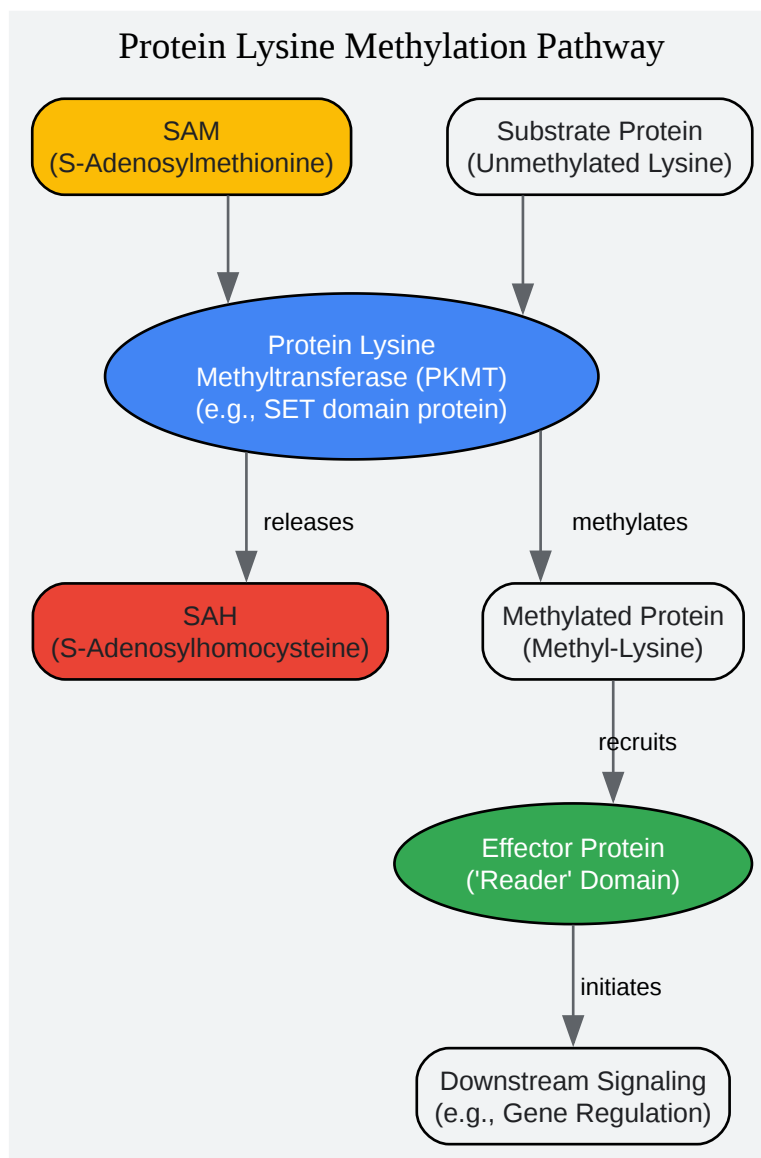 Protein Lysine Methylation Pathway
SAM
(S-Adenosylmethionine)
Substrate Protein
(Unmethylated Lysine)
Protein Lysine
Methyltransferase (PKMT)
(e.g., SET domain protein)
releases
methylates
SAH
(S-Adenosylhomocysteine)
Methylated Protein
(Methyl-Lysine)
recruits
Effector Protein
('Reader' Domain)
initiates
Downstream Signaling
(e.g., Gene Regulation)